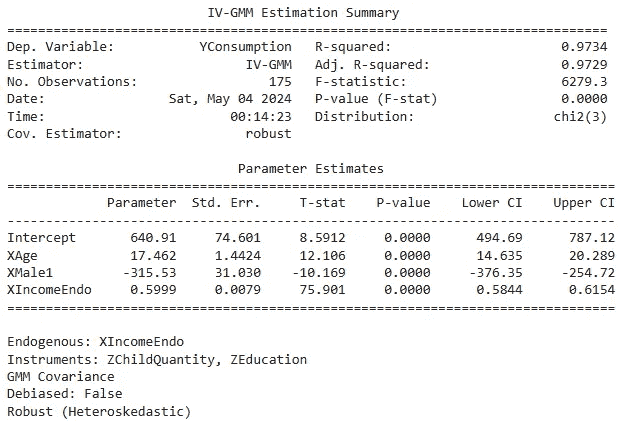 IV-GMM Estimation Summary
==============================================================================
Dep. Variable: YConsumption R-squared: 0.9734
Estimator: IV-GMM Adj. R-squared: 0.9729
No. Observations: 175 F-statistic: 6279.3
Date: Sat, May 04 2024 P-value (F-stat) 0.0000
Time: 00:14:23 Distribution: chi2(3)
Cov. Estimator: robust
Parameter Estimates
===============================================================================
Parameter Std. Err. T-stat P-value Lower CI Upper CI
-------------------------------------------------------------------------------
Intercept 640.91 74.601 8.5912 0.0000 494.69 787.12
XAge 17.462 1.4424 12.106 0.0000 14.635 20.289
XMale1 -315.53 31.030 -10.169 0.0000 -376.35 -254.72
XIncomeEndo 0.5999 0.0079 75.901 0.0000 0.5844 0.6154
===============================================================================
Endogenous: XIncomeEndo
Instruments: ZChildQuantity, ZEducation
GMM Covariance
Debiased: False
Robust (Heteroskedastic)